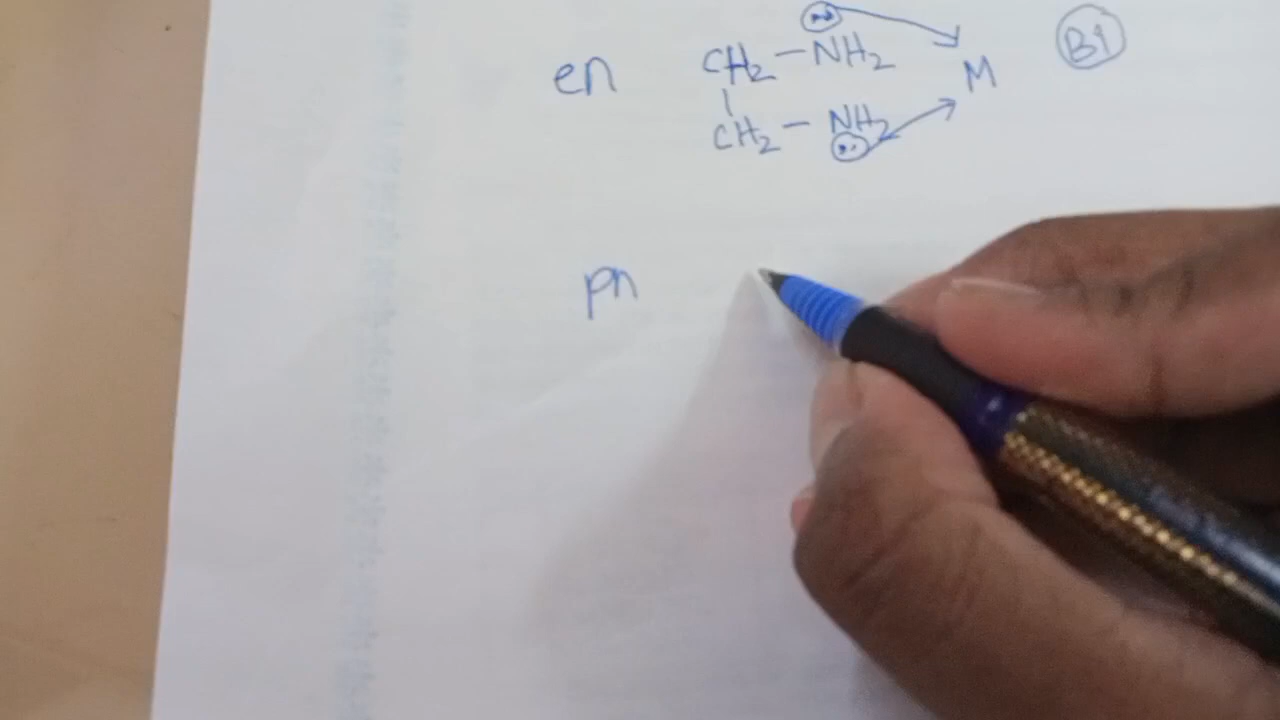 en CH₂ – NH₂ M B1
CH₂ – NH₂
pn